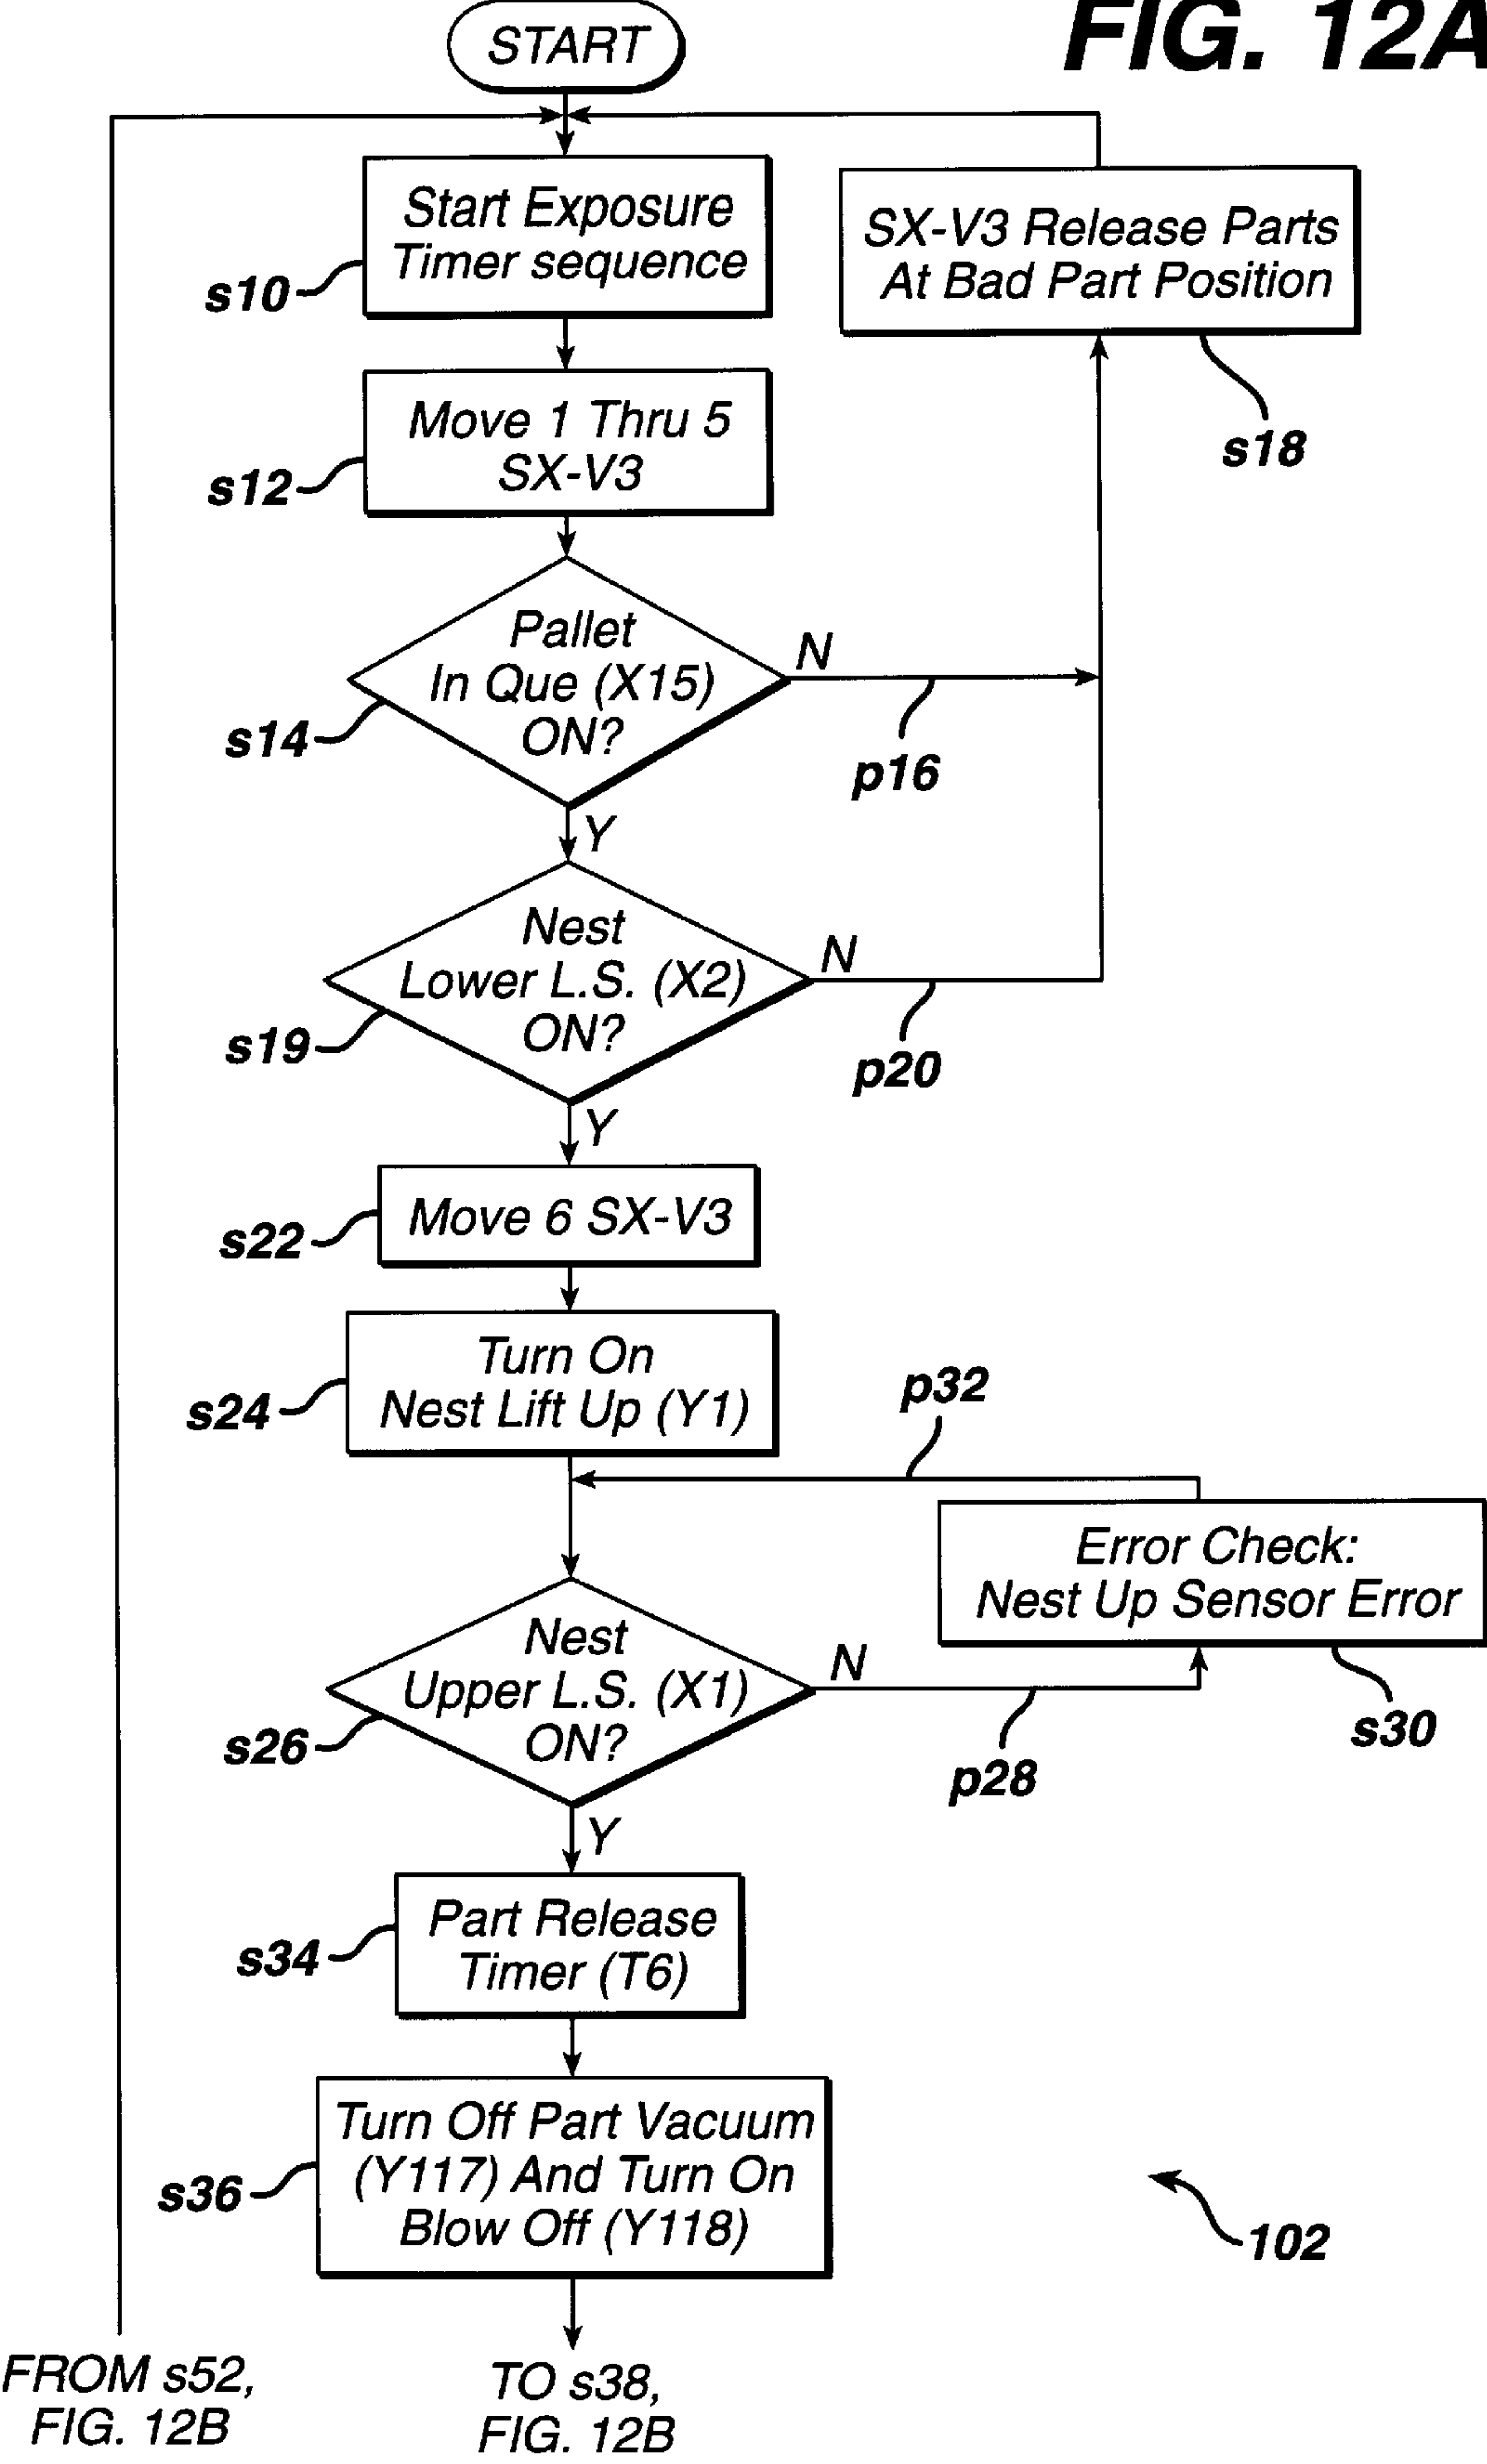 FIG. 12A
START
Start Exposure
Timer sequence
s10
SX-V3 Release Parts
At Bad Part Position
s18
Move 1 Thru 5
SX-V3
s12
Pallet
In Que (X15)
ON?
s14
N
p16
Y
Nest
Lower L.S. (X2)
ON?
s19
N
p20
Y
Move 6 SX-V3
s22
Turn On
Nest Lift Up (Y1)
s24
p32
Error Check:
Nest Up Sensor Error
s30
Nest
Upper L.S. (X1)
ON?
s26
N
p28
Y
Part Release
Timer (T6)
s34
Turn Off Part Vacuum
(Y117) And Turn On
Blow Off (Y118)
s36
102
FROM s52,
FIG. 12B
TO s38,
FIG. 12B